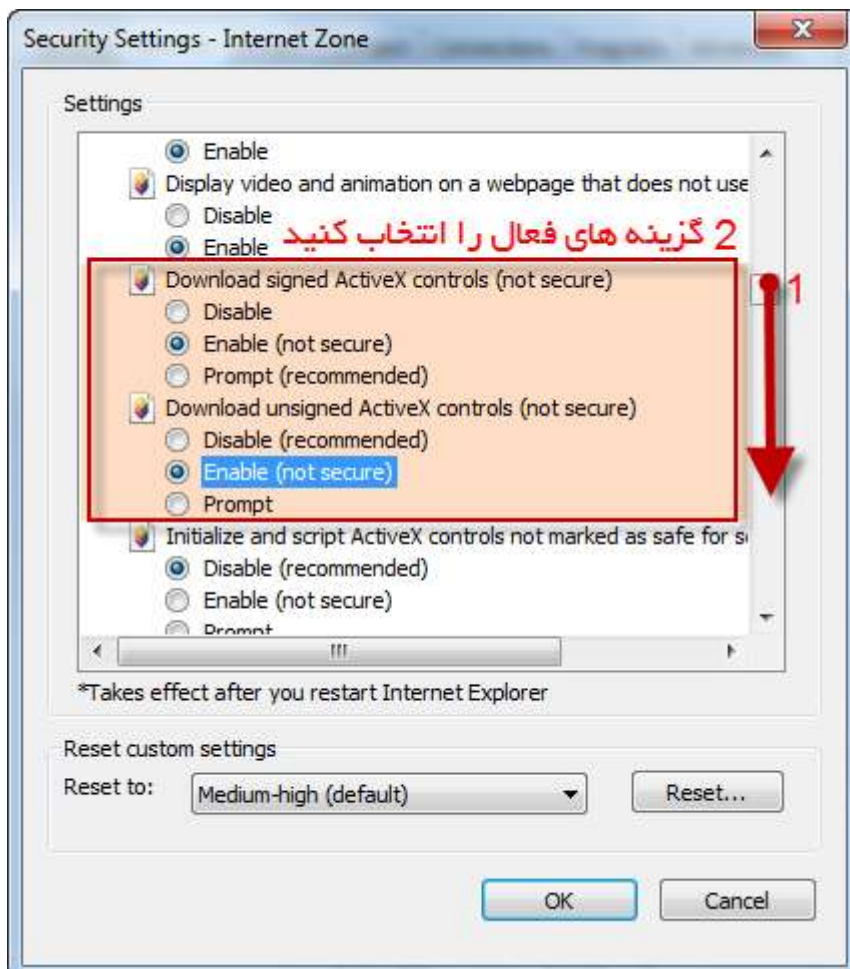 Security Settings - Internet Zone
Settings
Enable
Display video and animation on a webpage that does not use
Disable
Enable
2 گزینه های فعال را انتخاب کنید
Download signed ActiveX controls (not secure)
1
Disable
Enable (not secure)
Prompt (recommended)
Download unsigned ActiveX controls (not secure)
Disable (recommended)
Enable (not secure)
Prompt
Initialize and script ActiveX controls not marked as safe for
Disable (recommended)
Enable (not secure)
Prompt
*Takes effect after you restart Internet Explorer
Reset custom settings
Reset to:
Medium-high (default)
Reset...
OK
Cancel